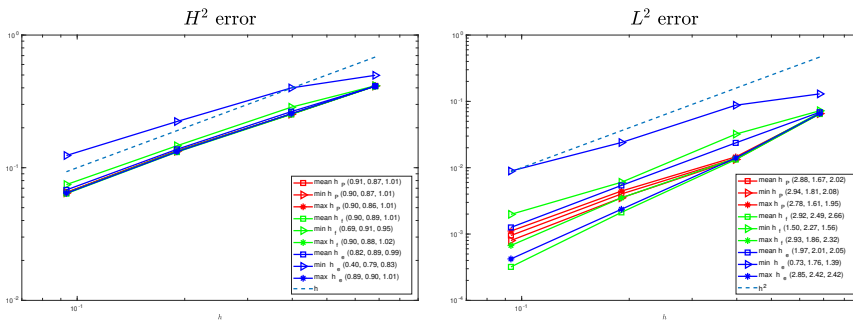 H² error
10⁰
10⁻¹
10⁻²
10⁻¹
h
mean h_P (0.91, 0.87, 1.01)
min h_P (0.90, 0.87, 1.01)
max h_P (0.90, 0.86, 1.01)
mean h_f (0.90, 0.89, 1.01)
min h_f (0.69, 0.91, 0.95)
max h_f (0.90, 0.88, 1.02)
mean h_e (0.82, 0.89, 0.99)
min h_e (0.40, 0.79, 0.83)
max h_e (0.89, 0.90, 1.01)
h
L² error
10⁰
10⁻¹
10⁻²
10⁻³
10⁻⁴
10⁻¹
h
mean h_P (2.88, 1.67, 2.02)
min h_P (2.94, 1.81, 2.08)
max h_P (2.78, 1.61, 1.95)
mean h_f (2.92, 2.49, 2.66)
min h_f (1.50, 2.27, 1.56)
max h_f (2.93, 1.86, 2.32)
mean h_e (1.97, 2.01, 2.05)
min h_e (0.73, 1.76, 1.39)
max h_e (2.85, 2.42, 2.42)
h²